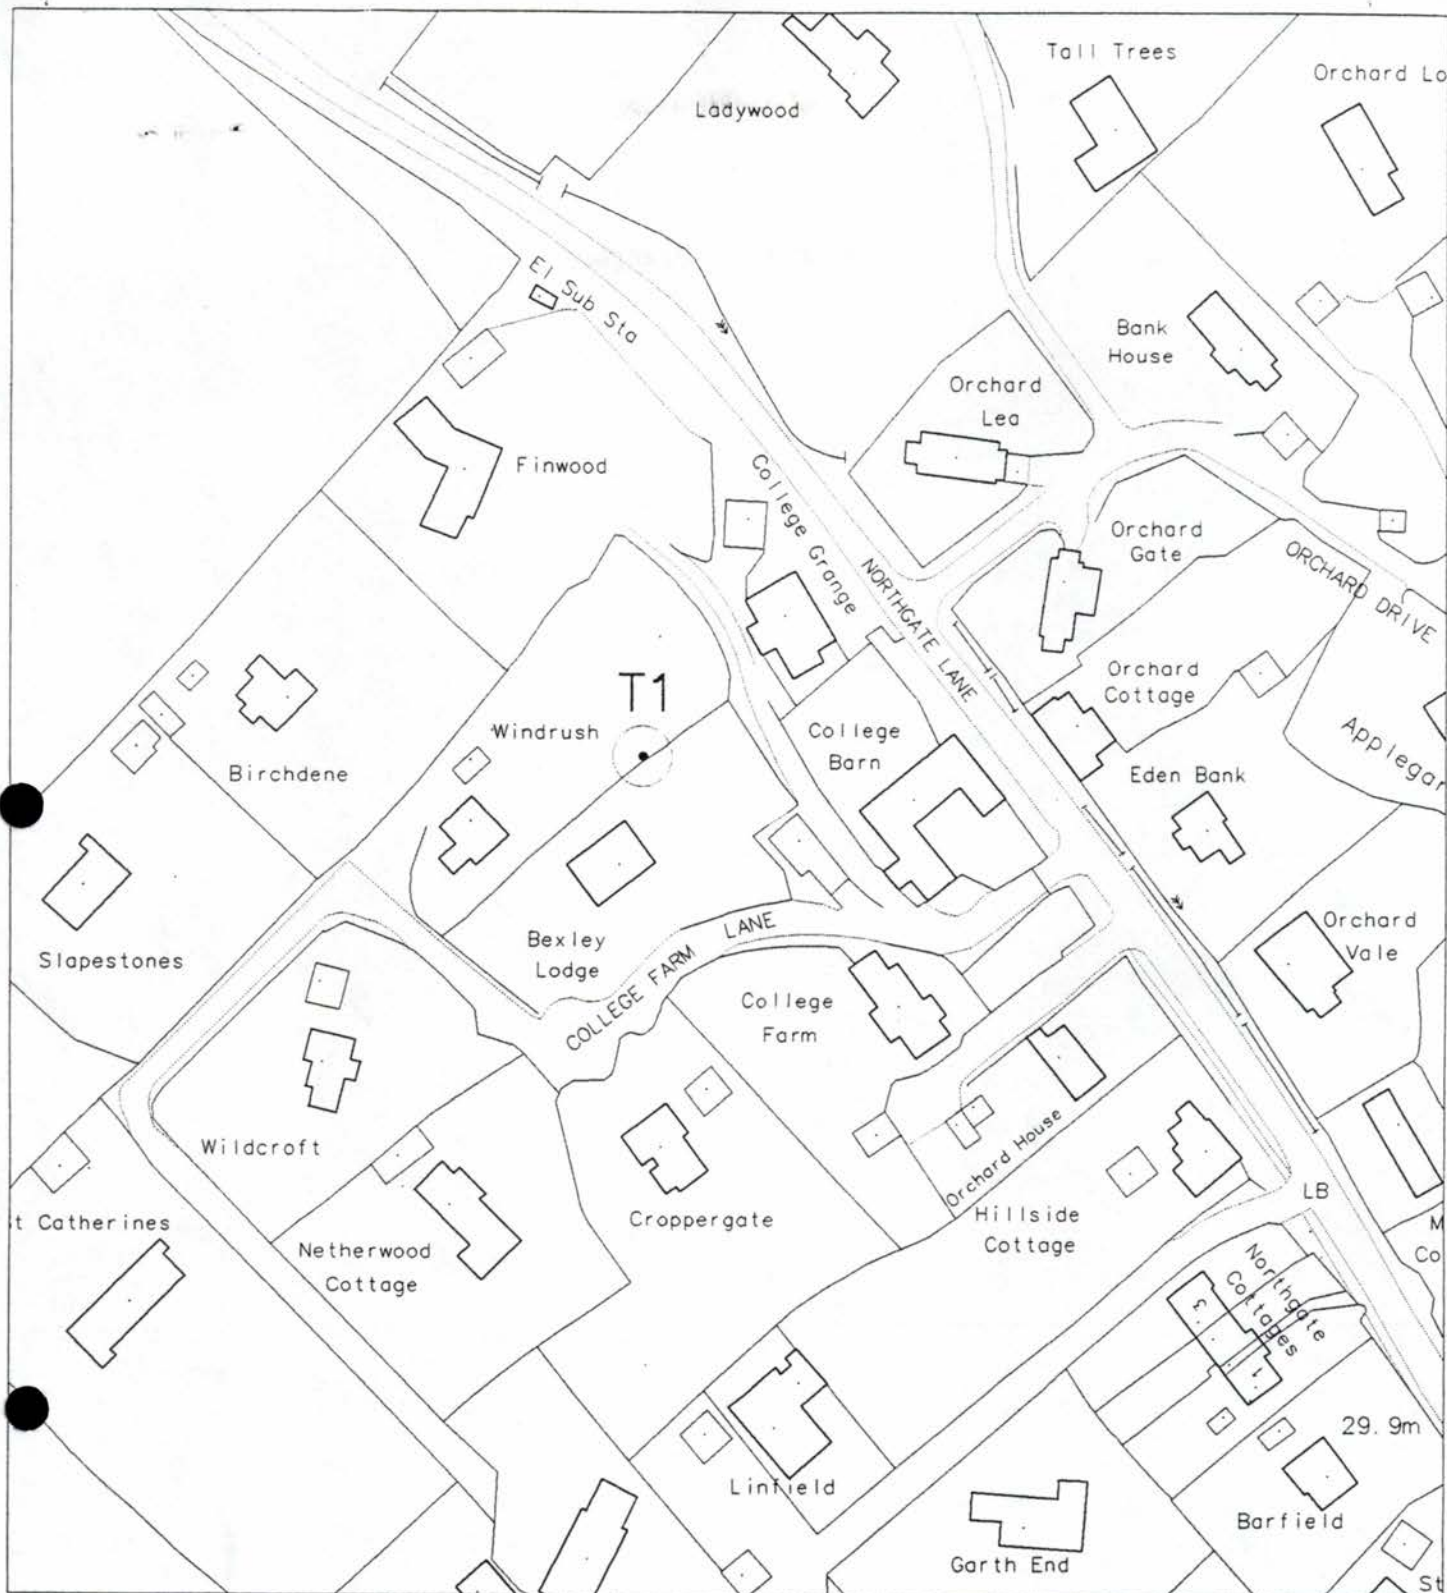 Tall Trees
Orchard Lo
Ladywood
El Sub Sta
Bank
House
Orchard
Lea
Finwood
College Grange
NORTHGATE LANE
Orchard
Gate
ORCHARD DRIVE
Orchard
Cottage
T1
Windrush
College
Barn
Applegar
Birchdene
Eden Bank
Bexley
Lodge
COLLEGE FARM LANE
Orchard
Vale
Slapestones
College
Farm
Wildcroft
Orchard House
LB
t Catherines
Croppergate
Hillside
Cottage
M
Co
Netherwood
Cottage
Northgate
Cottages
3
1
29.9m
Linfield
Barfield
Garth End
St